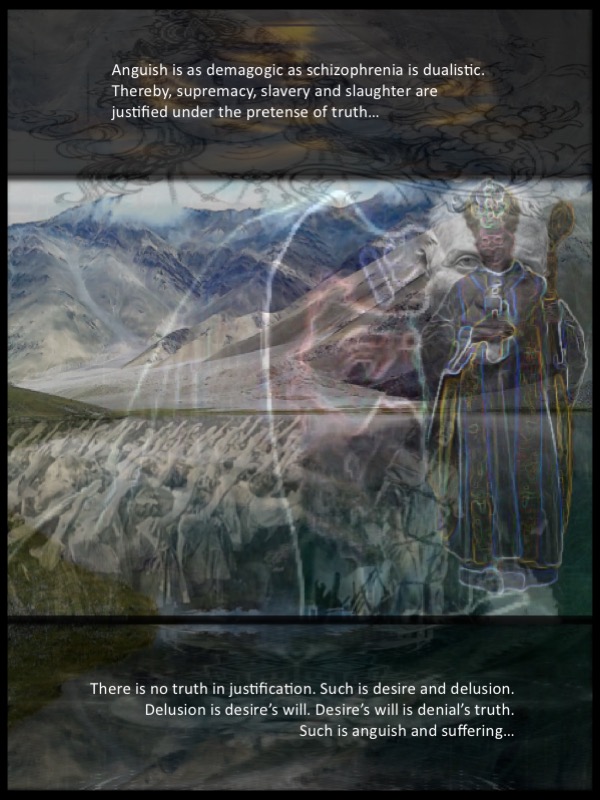 Anguish is as demagogic as schizophrenia is dualistic.
Thereby, supremacy, slavery and slaughter are
justified under the pretense of truth…
There is no truth in justification. Such is desire and delusion.
Delusion is desire’s will. Desire’s will is denial’s truth.
Such is anguish and suffering…